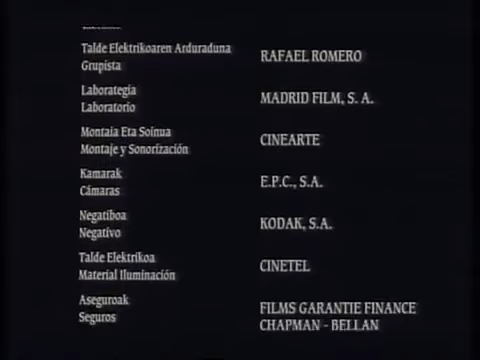 Talde Elektrikoaren Arduraduna
Grupista
RAFAEL ROMERO
Laborategia
Laboratorio
MADRID FILM, S. A.
Montaia Eta Soinua
Montaje y Sonorización
CINEARTE
Kamarak
Cámaras
E.P.C., S.A.
Negatiboa
Negativo
KODAK, S.A.
Talde Elektrikoa
Material Iluminación
CINETEL
Aseguroak
Seguros
FILMS GARANTIE FINANCE
CHAPMAN - BELLAN